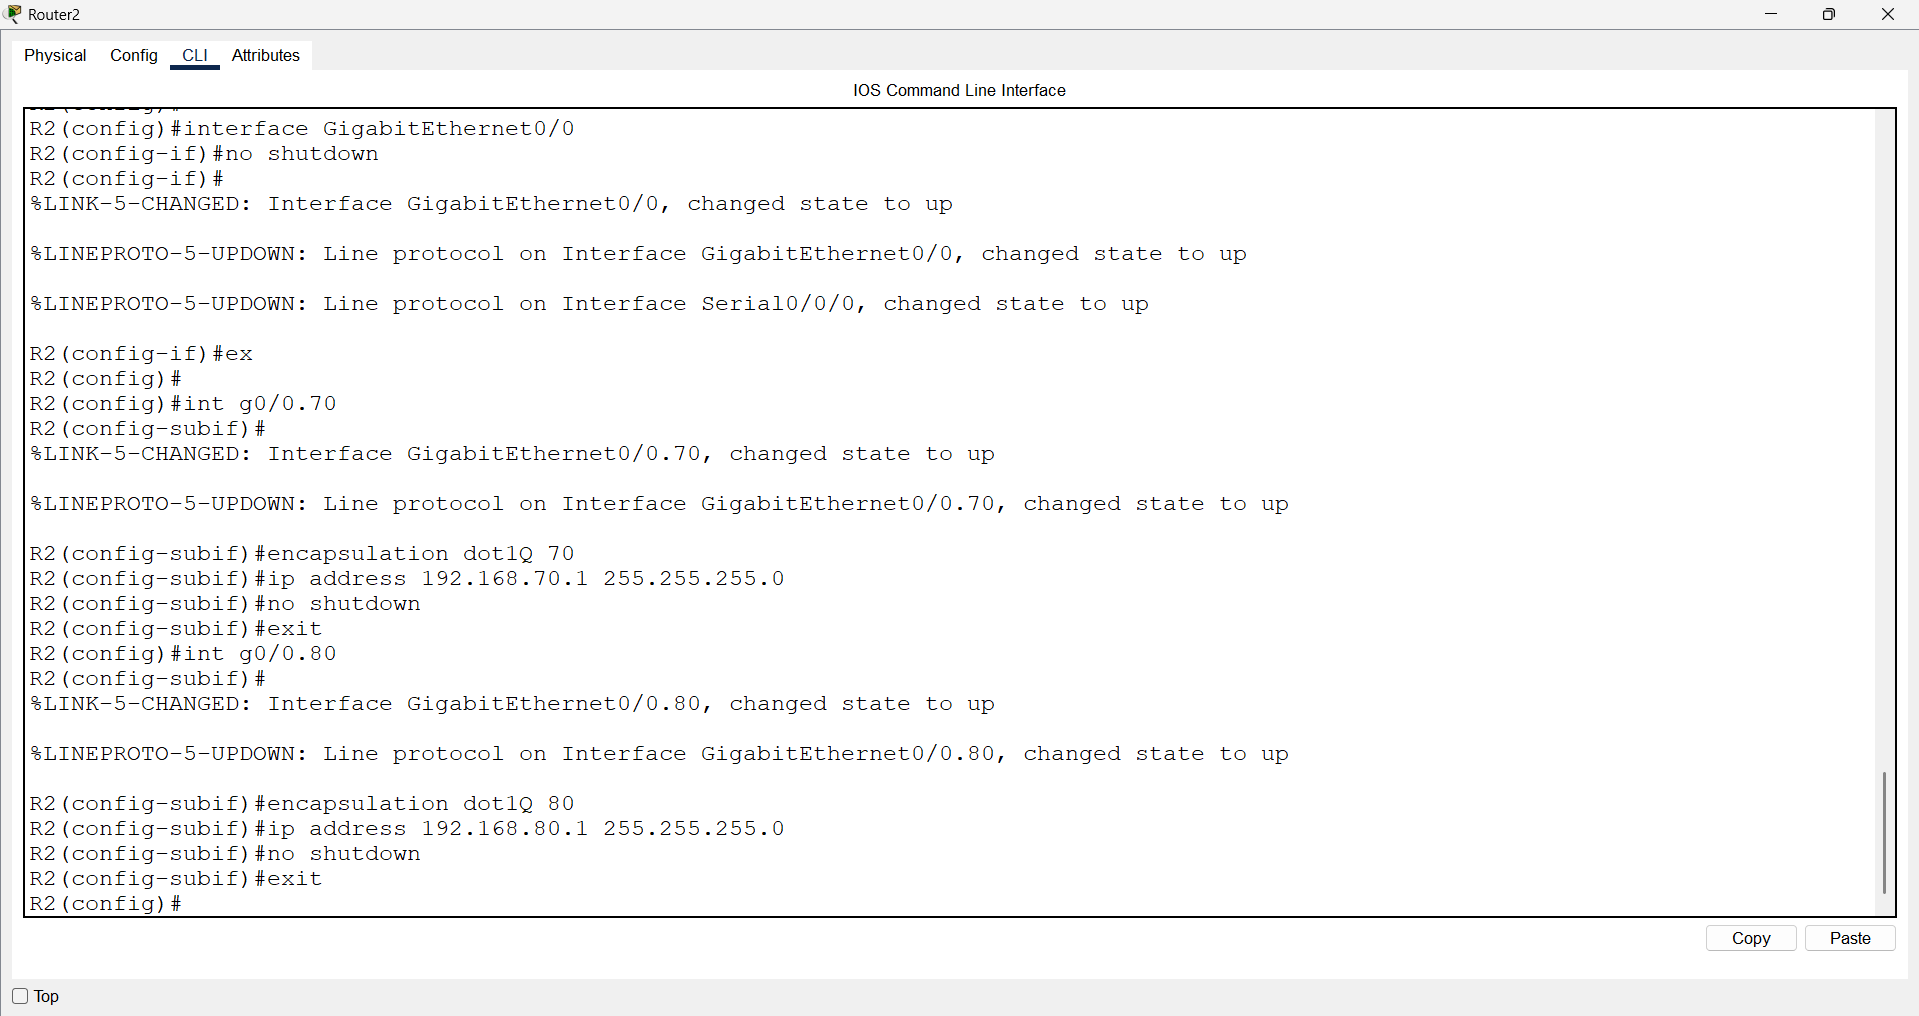 Router2
Physical Config CLI Attributes
IOS Command Line Interface
R2(config)#interface GigabitEthernet0/0
R2(config-if)#no shutdown
R2(config-if)#
%LINK-5-CHANGED: Interface GigabitEthernet0/0, changed state to up
%LINEPROTO-5-UPDOWN: Line protocol on Interface GigabitEthernet0/0, changed state to up
%LINEPROTO-5-UPDOWN: Line protocol on Interface Serial0/0/0, changed state to up
R2(config-if)#ex
R2(config)#
R2(config)#int g0/0.70
R2(config-subif)#
%LINK-5-CHANGED: Interface GigabitEthernet0/0.70, changed state to up
%LINEPROTO-5-UPDOWN: Line protocol on Interface GigabitEthernet0/0.70, changed state to up
R2(config-subif)#encapsulation dot1Q 70
R2(config-subif)#ip address 192.168.70.1 255.255.255.0
R2(config-subif)#no shutdown
R2(config-subif)#exit
R2(config)#int g0/0.80
R2(config-subif)#
%LINK-5-CHANGED: Interface GigabitEthernet0/0.80, changed state to up
%LINEPROTO-5-UPDOWN: Line protocol on Interface GigabitEthernet0/0.80, changed state to up
R2(config-subif)#encapsulation dot1Q 80
R2(config-subif)#ip address 192.168.80.1 255.255.255.0
R2(config-subif)#no shutdown
R2(config-subif)#exit
R2(config)#
Copy Paste
Top